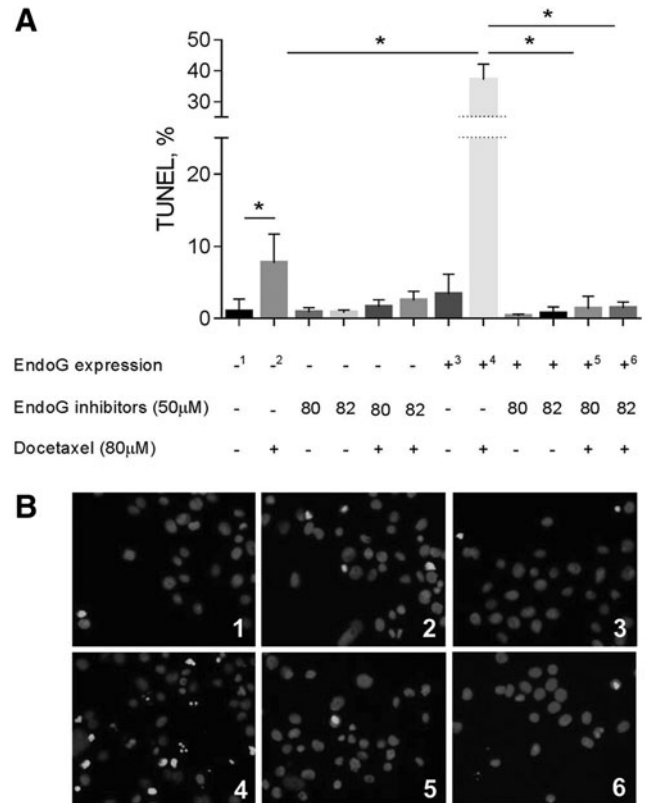 A
*
*
*
*
50
40
30
20
10
0
TUNEL, %
EndoG expression -¹ -² - - - - +³ +⁴ + + +⁵ +⁶
EndoG inhibitors (50µM) - - 80 82 80 82 - - 80 82 80 82
Docetaxel (80µM) - + - - + + - + - - + +
B
1 2 3
4 5 6